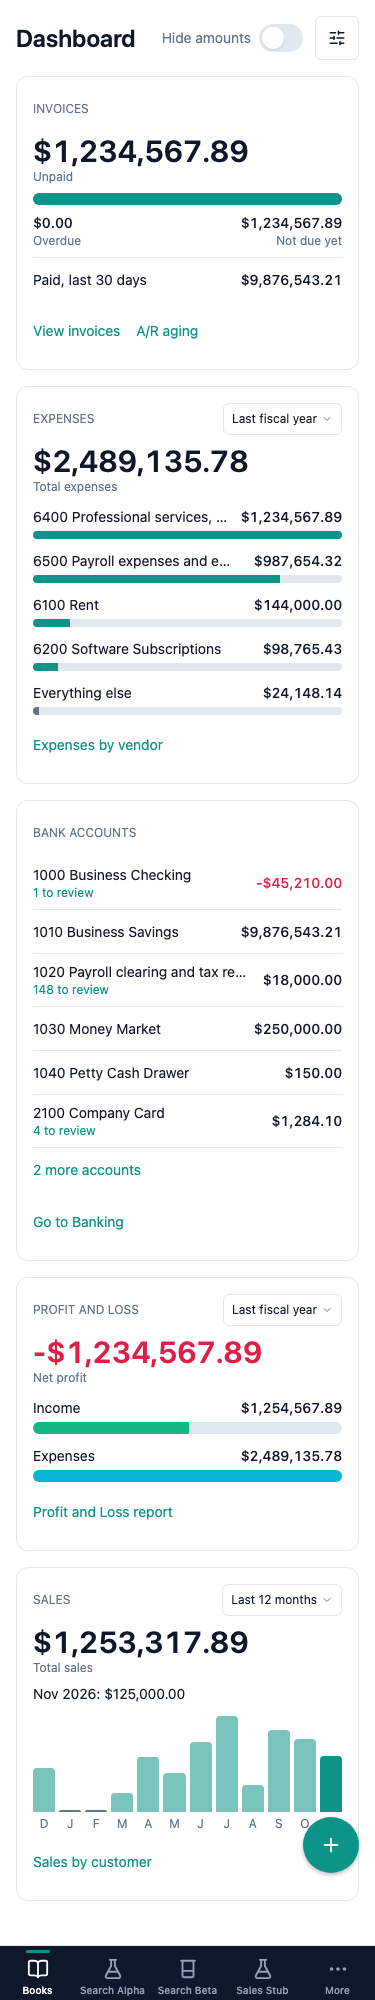 Dashboard
Hide amounts
INVOICES
$1,234,567.89
Unpaid
$0.00 $1,234,567.89
Overdue Not due yet
Paid, last 30 days $9,876,543.21
View invoices A/R aging
EXPENSES Last fiscal year
$2,489,135.78
Total expenses
6400 Professional services, ... $1,234,567.89
6500 Payroll expenses and e... $987,654.32
6100 Rent $144,000.00
6200 Software Subscriptions $98,765.43
Everything else $24,148.14
Expenses by vendor
BANK ACCOUNTS
1000 Business Checking -$45,210.00
1 to review
1010 Business Savings $9,876,543.21
1020 Payroll clearing and tax re... $18,000.00
148 to review
1030 Money Market $250,000.00
1040 Petty Cash Drawer $150.00
2100 Company Card $1,284.10
4 to review
2 more accounts
Go to Banking
PROFIT AND LOSS Last fiscal year
-$1,234,567.89
Net profit
Income $1,254,567.89
Expenses $2,489,135.78
Profit and Loss report
SALES Last 12 months
$1,253,317.89
Total sales
Nov 2026: $125,000.00
D J F M A M J J A S O
Sales by customer
Books Search Alpha Search Beta Sales Stub More